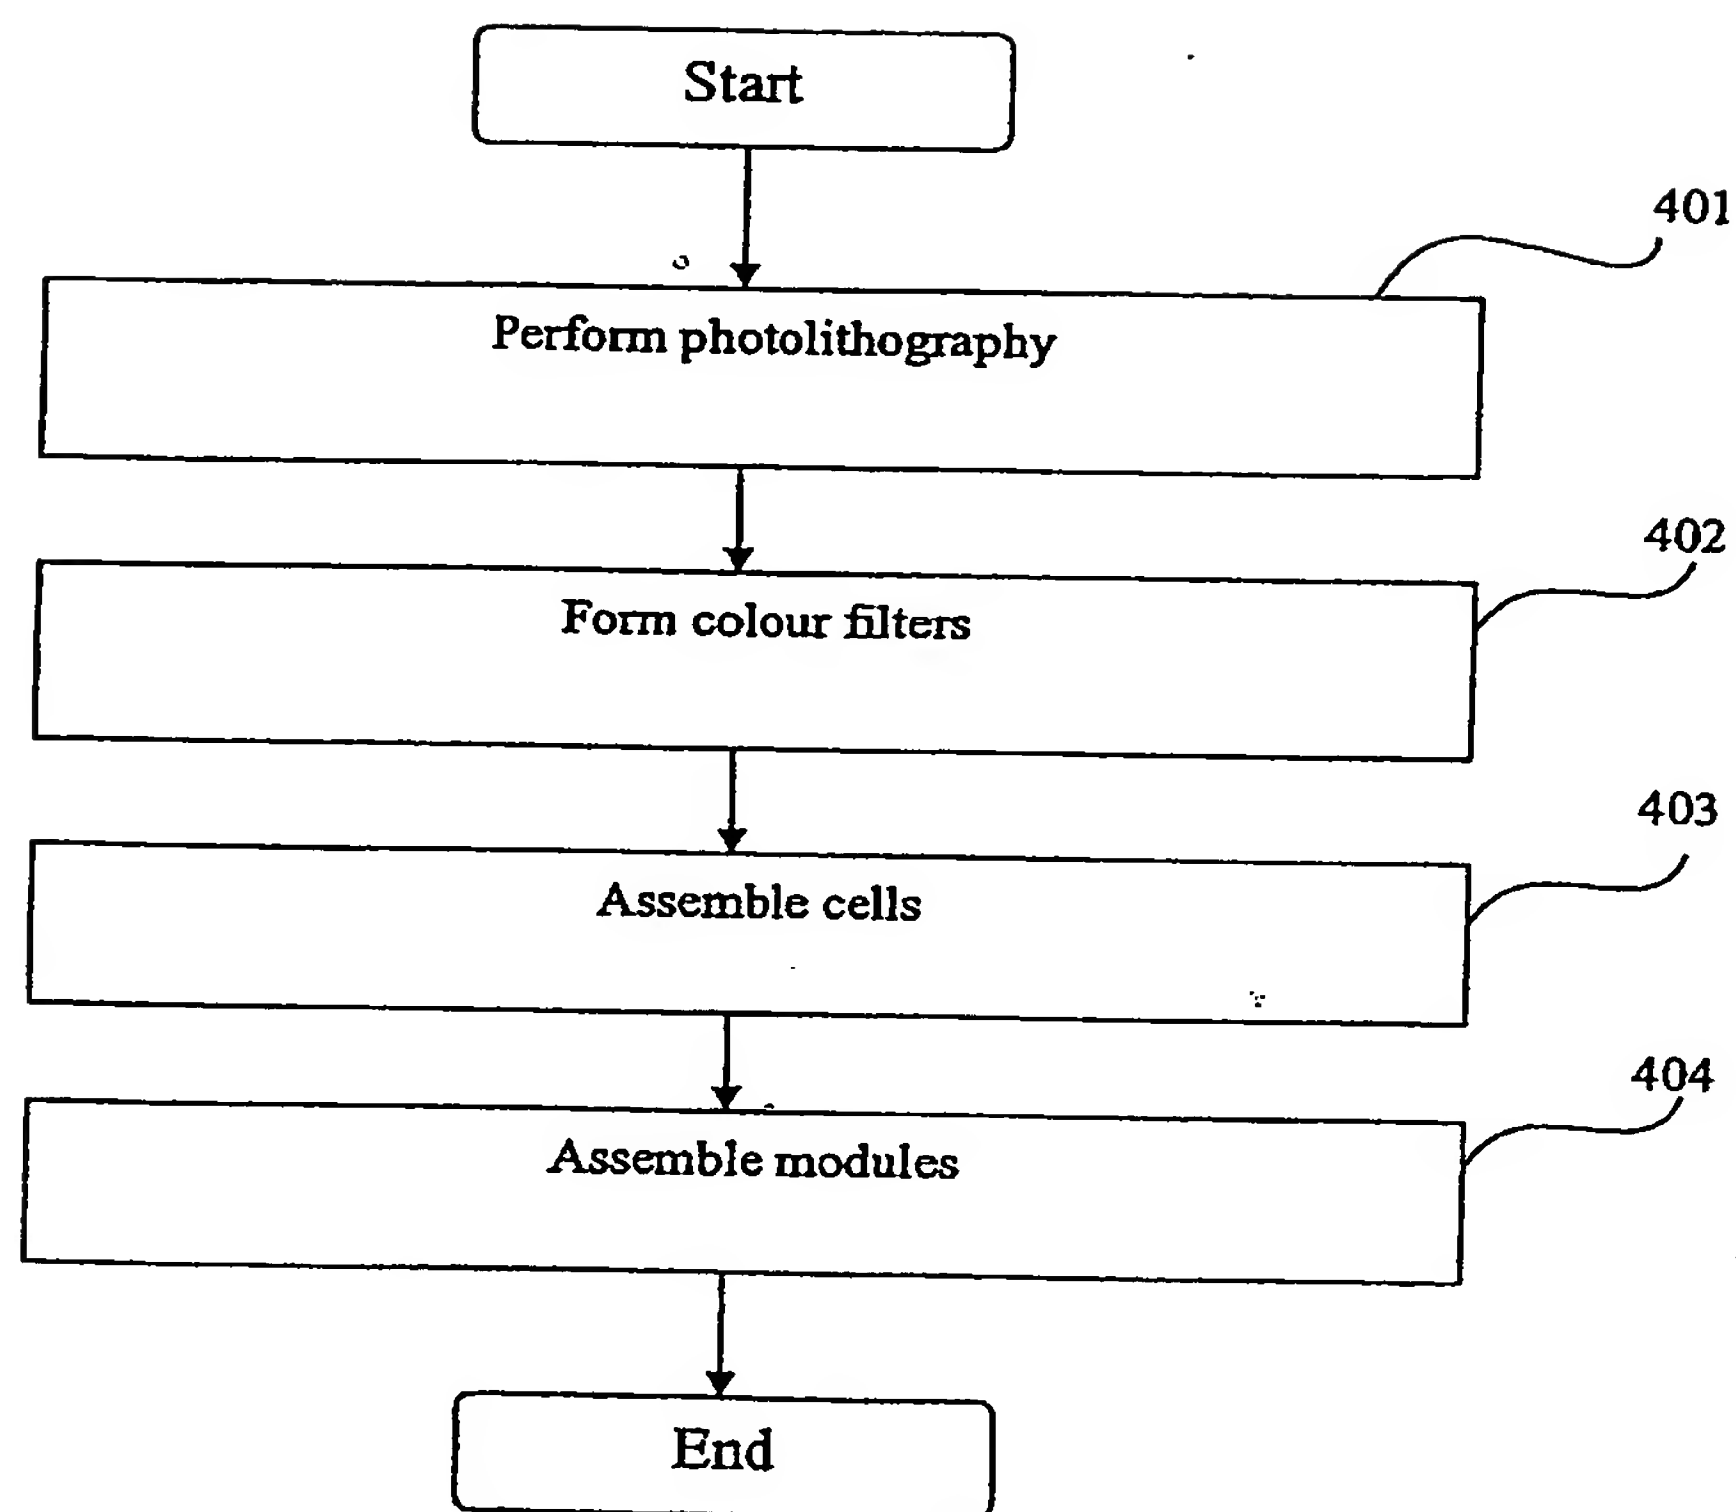 Start
401
Perform photolithography
402
Form colour filters
403
Assemble cells
404
Assemble modules
End